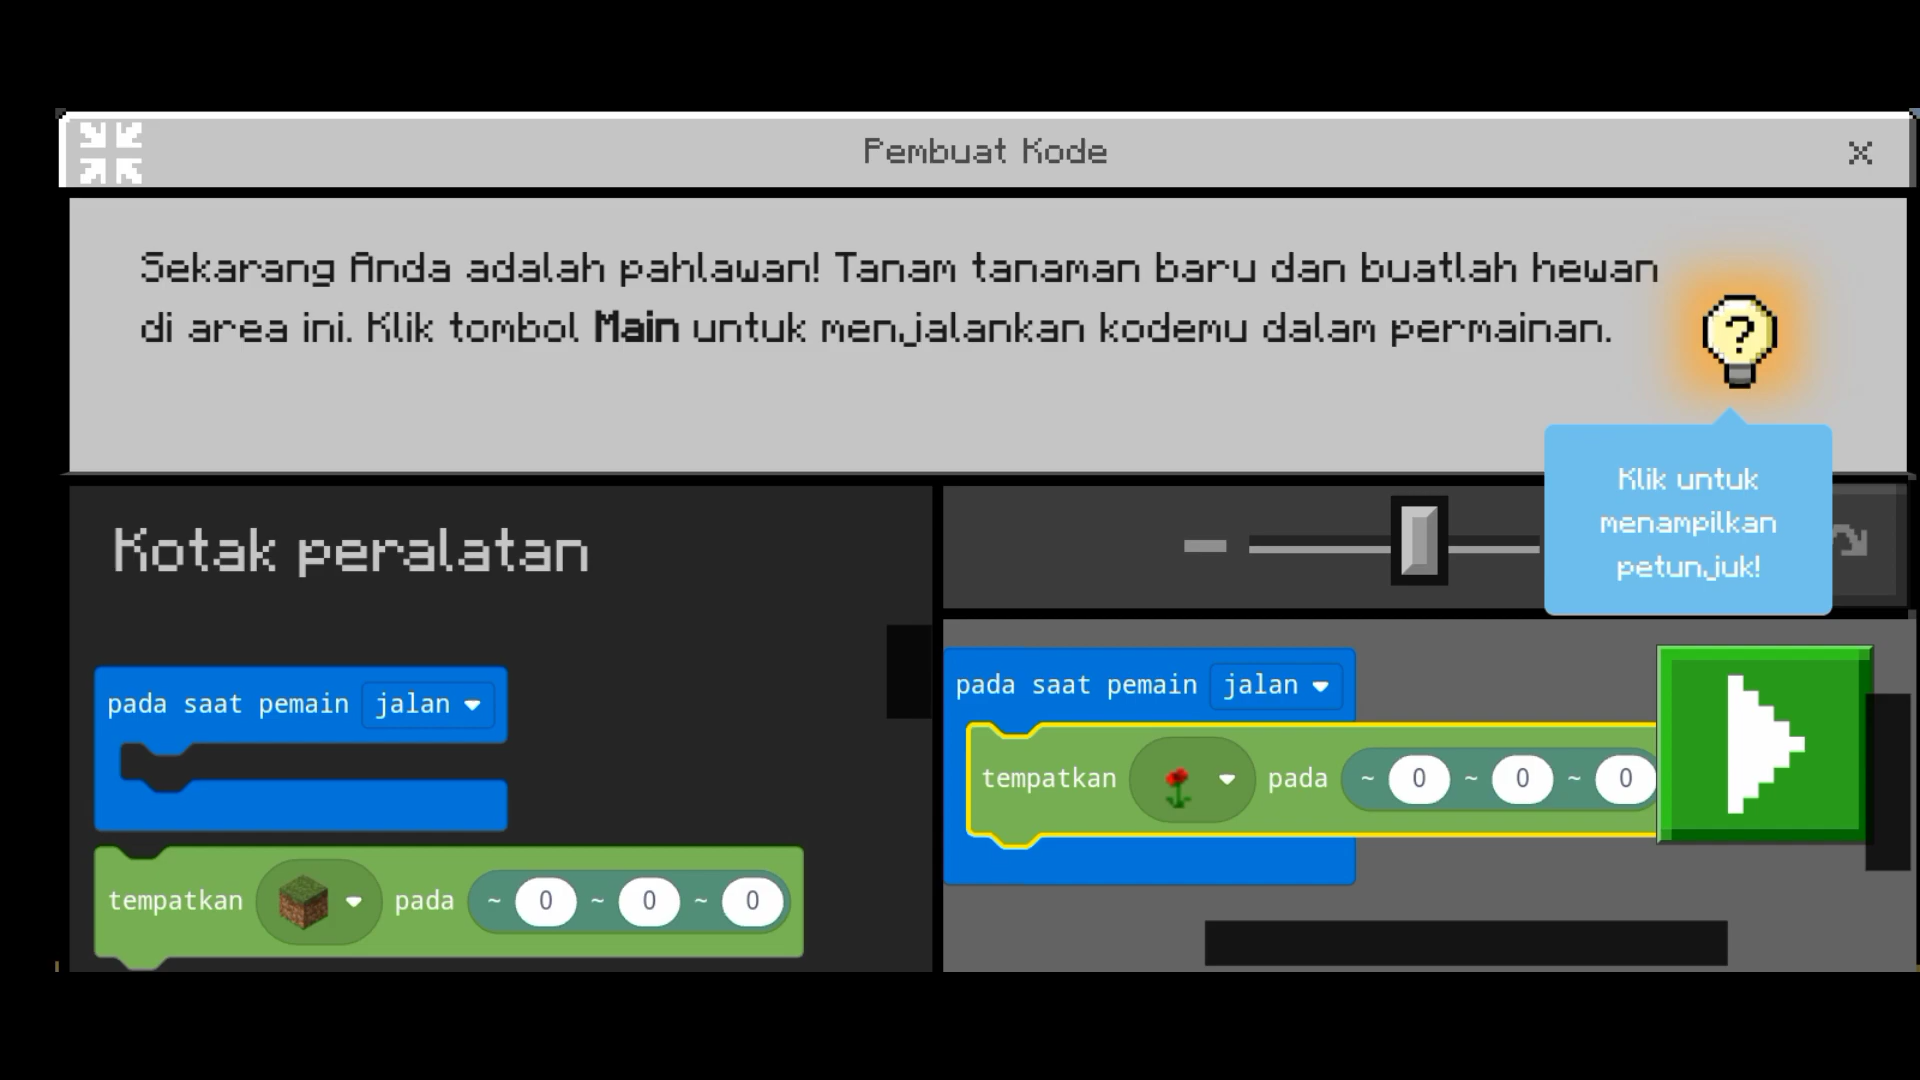 Pembuat Kode
Sekarang Anda adalah pahlawan! Tanam tanaman baru dan buatlah hewan
di area ini. Klik tombol Main untuk menjalankan kodemu dalam permainan.
?
Klik untuk
menampilkan
petunjuk!
Kotak peralatan
pada saat pemain jalan
tempatkan pada ~ 0 ~ 0 ~ 0
pada saat pemain jalan
tempatkan pada ~ 0 ~ 0 ~ 0